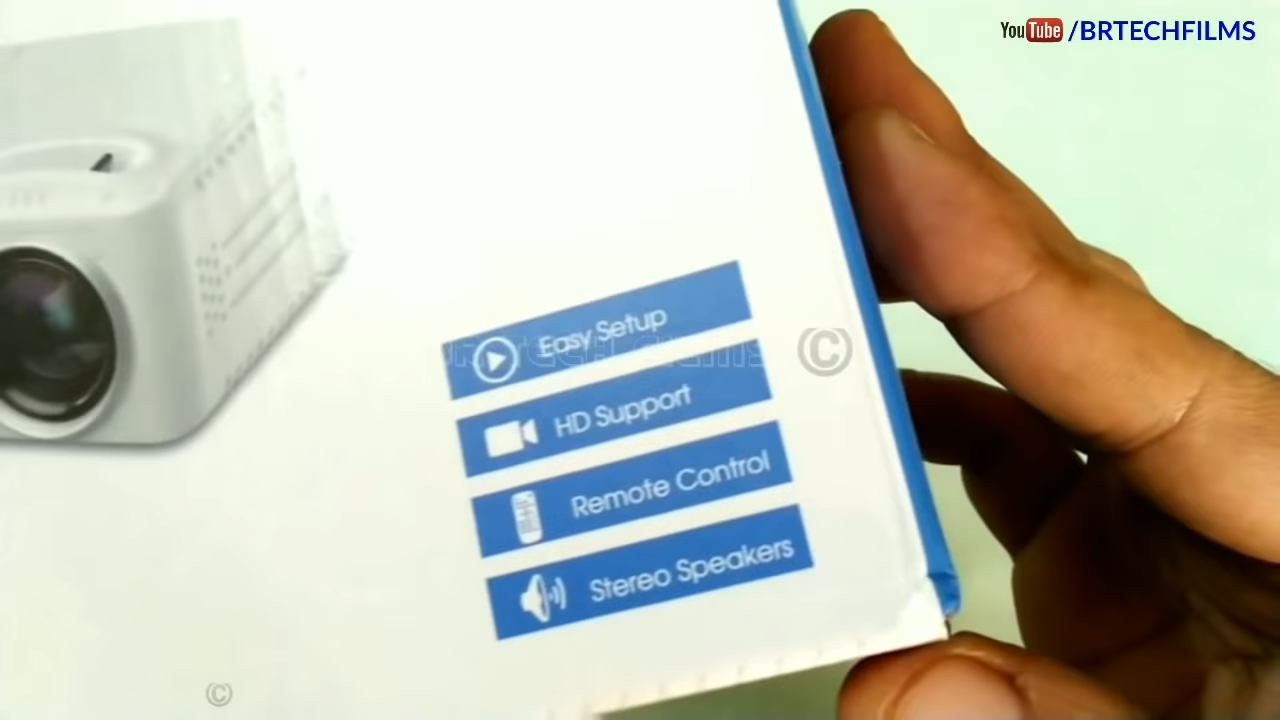 YouTube /BRTECHFILMS
Easy Setup
©
HD Support
Remote Control
Stereo Speakers
©